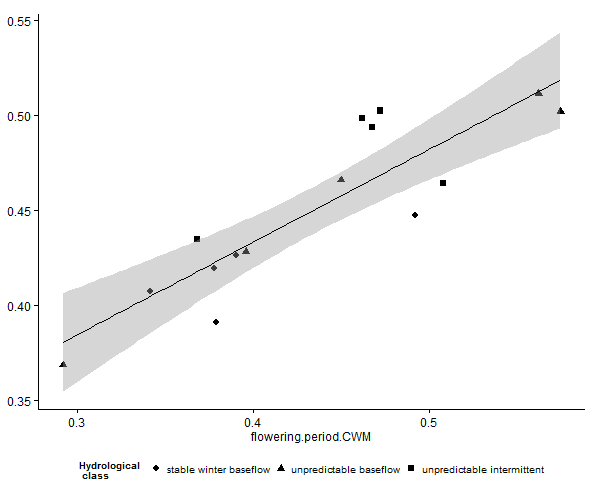 0.55
0.50
0.45
0.40
0.35
0.3 0.4 0.5
flowering.period.CWM
Hydrological
class
stable winter baseflow unpredictable baseflow unpredictable intermittent